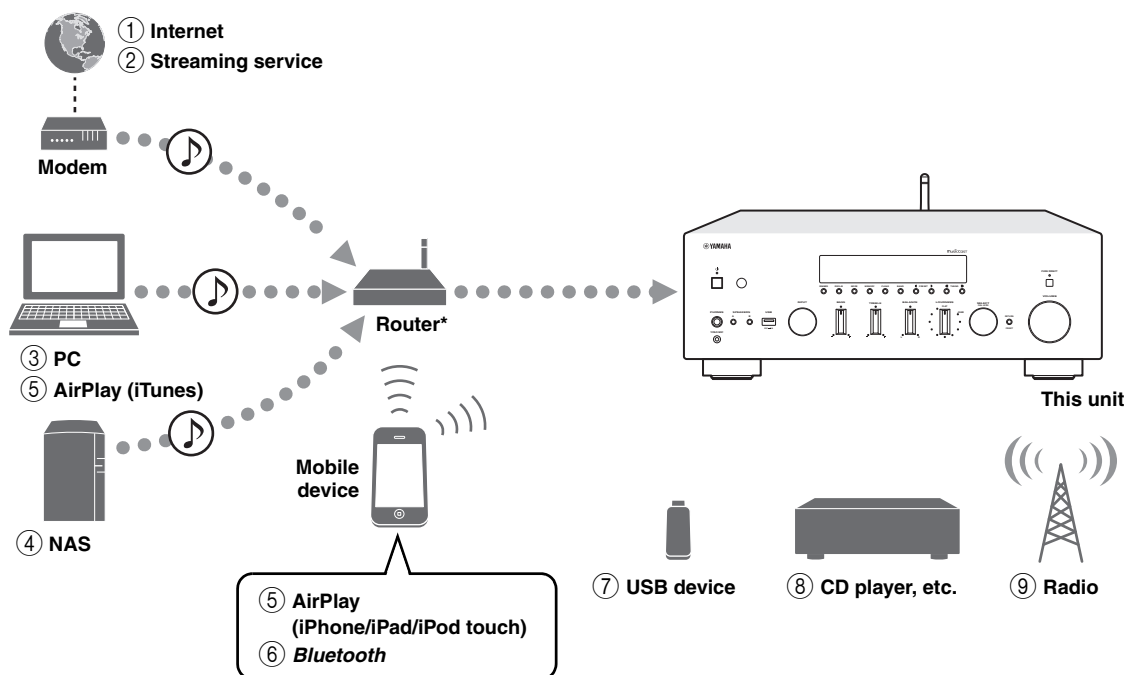 ① Internet
② Streaming service
Modem
YAMAHA
Router*
③ PC
⑤ AirPlay (iTunes)
This unit
Mobile
device
④ NAS
⑤ AirPlay
(iPhone/iPad/iPod touch)
⑥ Bluetooth
⑦ USB device
⑧ CD player, etc.
⑨ Radio